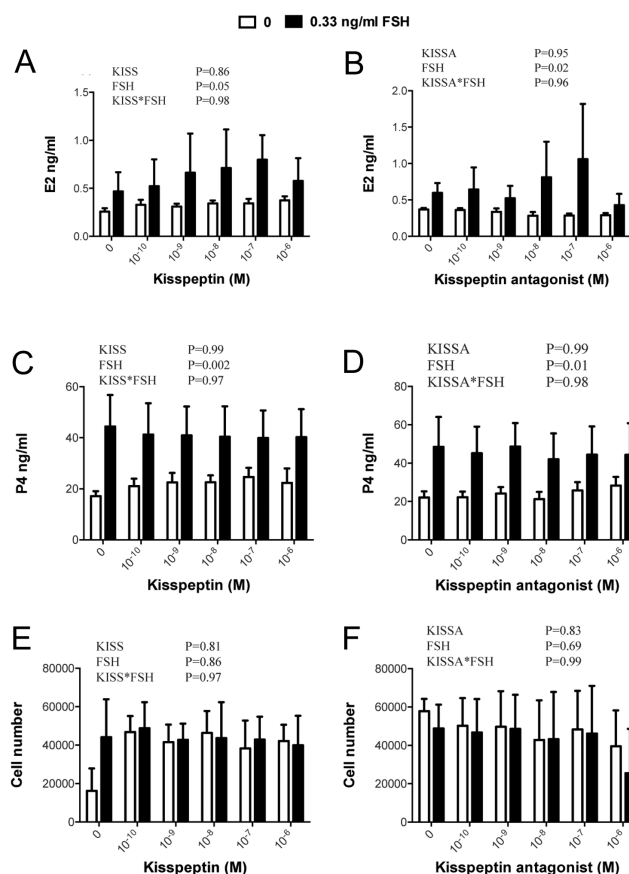 0 0.33 ng/ml FSH
A
KISS P=0.86
FSH P=0.05
KISS*FSH P=0.98
E2 ng/ml
1.5
1.0
0.5
0.0
0 10-10 10-9 10-8 10-7 10-6
Kisspeptin (M)
B
KISSA P=0.95
FSH P=0.02
KISSA*FSH P=0.96
E2 ng/ml
2.0
1.5
1.0
0.5
0.0
0 10-10 10-9 10-8 10-7 10-6
Kisspeptin antagonist (M)
C
KISS P=0.99
FSH P=0.002
KISS*FSH P=0.97
P4 ng/ml
60
40
20
0
0 10-10 10-9 10-8 10-7 10-6
Kisspeptin (M)
D
KISSA P=0.99
FSH P=0.01
KISSA*FSH P=0.98
P4 ng/ml
80
60
40
20
0
0 10-10 10-9 10-8 10-7 10-6
Kisspeptin antagonist (M)
E
KISS P=0.81
FSH P=0.86
KISS*FSH P=0.97
Cell number
80000
60000
40000
20000
0
0 10-10 10-9 10-8 10-7 10-6
Kisspeptin (M)
F
KISSA P=0.83
FSH P=0.69
KISSA*FSH P=0.99
Cell number
80000
60000
40000
20000
0
0 10-10 10-9 10-8 10-7 10-6
Kisspeptin antagonist (M)